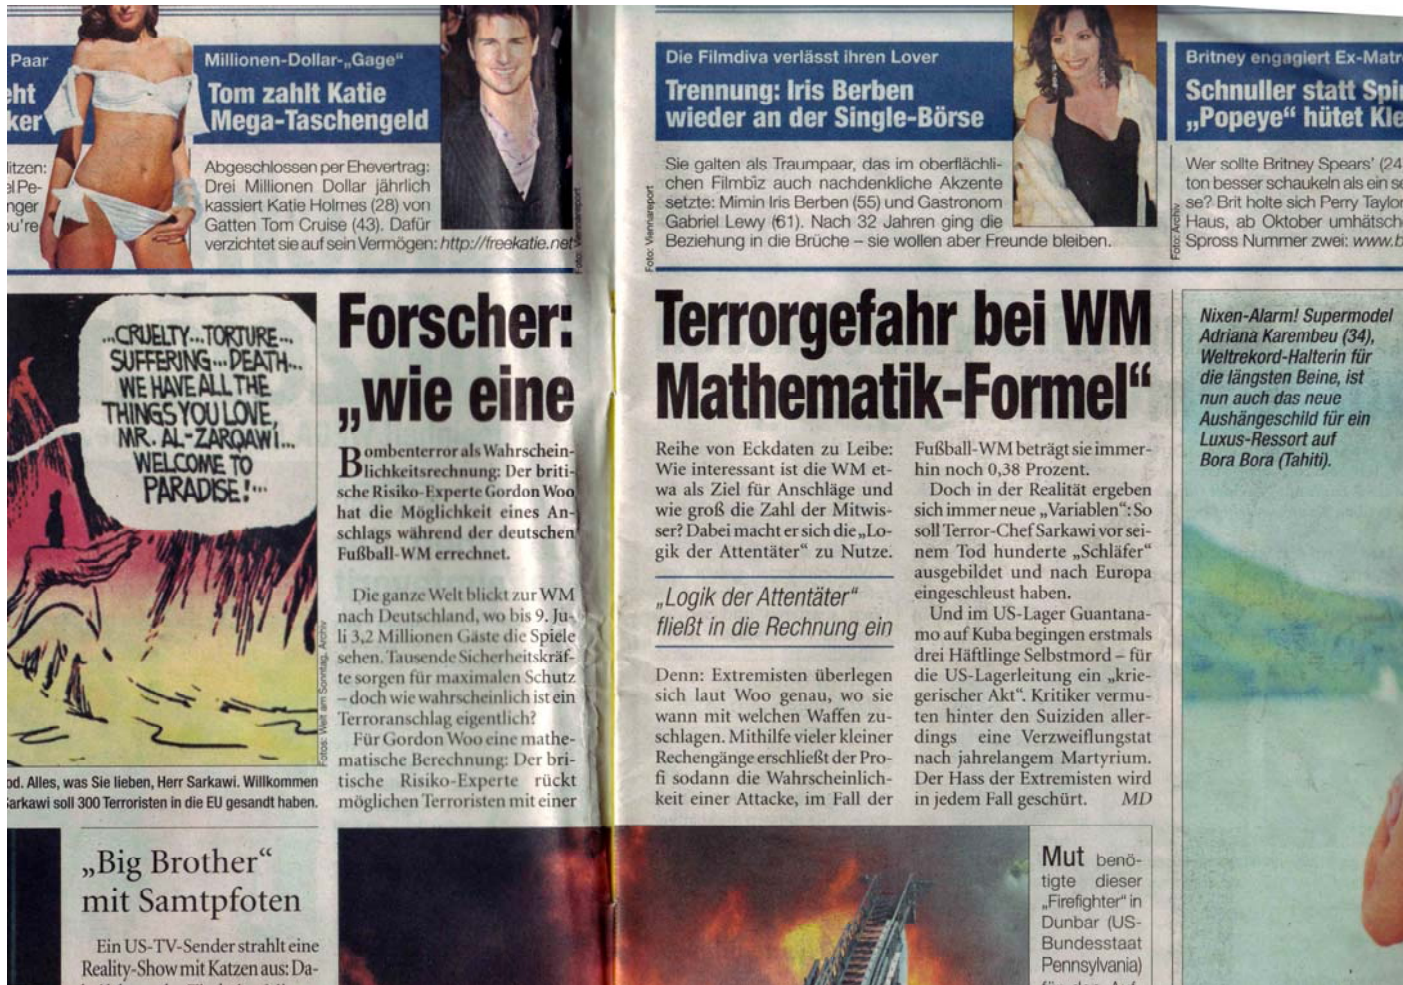 Paar
eht
ker
litzen:
el Pe-
nger
ou're
Millionen-Dollar-„Gage“
Tom zahlt Katie
Mega-Taschengeld
Abgeschlossen per Ehevertrag:
Drei Millionen Dollar jährlich
kassiert Katie Holmes (28) von
Gatten Tom Cruise (43). Dafür
verzichtet sie auf sein Vermögen: http://freekatie.net
Foto: Viennareport
Die Filmdiva verlässt ihren Lover
Trennung: Iris Berben
wieder an der Single-Börse
Sie galten als Traumpaar, das im oberflächli-
chen Filmbiz auch nachdenkliche Akzente
setzte: Mimin Iris Berben (55) und Gastronom
Gabriel Lewy (61). Nach 32 Jahren ging die
Beziehung in die Brüche – sie wollen aber Freunde bleiben.
Foto: Viennareport
Britney engagiert Ex-Matr
Schnuller statt Spi
„Popeye“ hütet Kle
Wer sollte Britney Spears' (24
ton besser schaukeln als ein se
se? Brit holte sich Perry Taylor
Haus, ab Oktober umhätsch
Spross Nummer zwei: www.b
Foto: Archiv
...CRUELTY...TORTURE...
SUFFERING...DEATH...
WE HAVE ALL THE
THINGS YOU LOVE,
MR. AL-ZARQAWI...
WELCOME TO
PARADISE!...
Fotos: Welt am Sonntag, Archiv
od. Alles, was Sie lieben, Herr Sarkawi. Willkommen
Sarkawi soll 300 Terroristen in die EU gesandt haben.
Forscher: Terrorgefahr bei WM
„wie eine Mathematik-Formel“
Bombenterror als Wahrschein-
lichkeitsrechnung: Der briti-
sche Risiko-Experte Gordon Woo
hat die Möglichkeit eines An-
schlags während der deutschen
Fußball-WM errechnet.
Die ganze Welt blickt zur WM
nach Deutschland, wo bis 9. Ju-
li 3,2 Millionen Gäste die Spiele
sehen. Tausende Sicherheitskräf-
te sorgen für maximalen Schutz
– doch wie wahrscheinlich ist ein
Terroranschlag eigentlich?
Für Gordon Woo eine mathe-
matische Berechnung: Der bri-
tische Risiko-Experte rückt
möglichen Terroristen mit einer
Reihe von Eckdaten zu Leibe:
Wie interessant ist die WM et-
wa als Ziel für Anschläge und
wie groß die Zahl der Mitwis-
ser? Dabei macht er sich die „Lo-
gik der Attentäter“ zu Nutze.
„Logik der Attentäter“
fließt in die Rechnung ein
Denn: Extremisten überlegen
sich laut Woo genau, wo sie
wann mit welchen Waffen zu-
schlagen. Mithilfe vieler kleiner
Rechengänge erschließt der Pro-
fi sodann die Wahrscheinlich-
keit einer Attacke, im Fall der
Fußball-WM beträgt sie immer-
hin noch 0,38 Prozent.
Doch in der Realität ergeben
sich immer neue „Variablen“: So
soll Terror-Chef Sarkawi vor sei-
nem Tod hunderte „Schläfer“
ausgebildet und nach Europa
eingeschleust haben.
Und im US-Lager Guantana-
mo auf Kuba begingen erstmals
drei Häftlinge Selbstmord – für
die US-Lagerleitung ein „krie-
gerischer Akt“. Kritiker vermu-
ten hinter den Suiziden aller-
dings eine Verzweiflungstat
nach jahrelangem Martyrium.
Der Hass der Extremisten wird
in jedem Fall geschürt. MD
Nixen-Alarm! Supermodel
Adriana Karembeu (34),
Weltrekord-Halterin für
die längsten Beine, ist
nun auch das neue
Aushängeschild für ein
Luxus-Ressort auf
Bora Bora (Tahiti).
„Big Brother“
mit Samtpfoten
Ein US-TV-Sender strahlt eine
Reality-Show mit Katzen aus: Da-
Mut benö-
tigte dieser
„Firefighter“ in
Dunbar (US-
Bundesstaat
Pennsylvania)